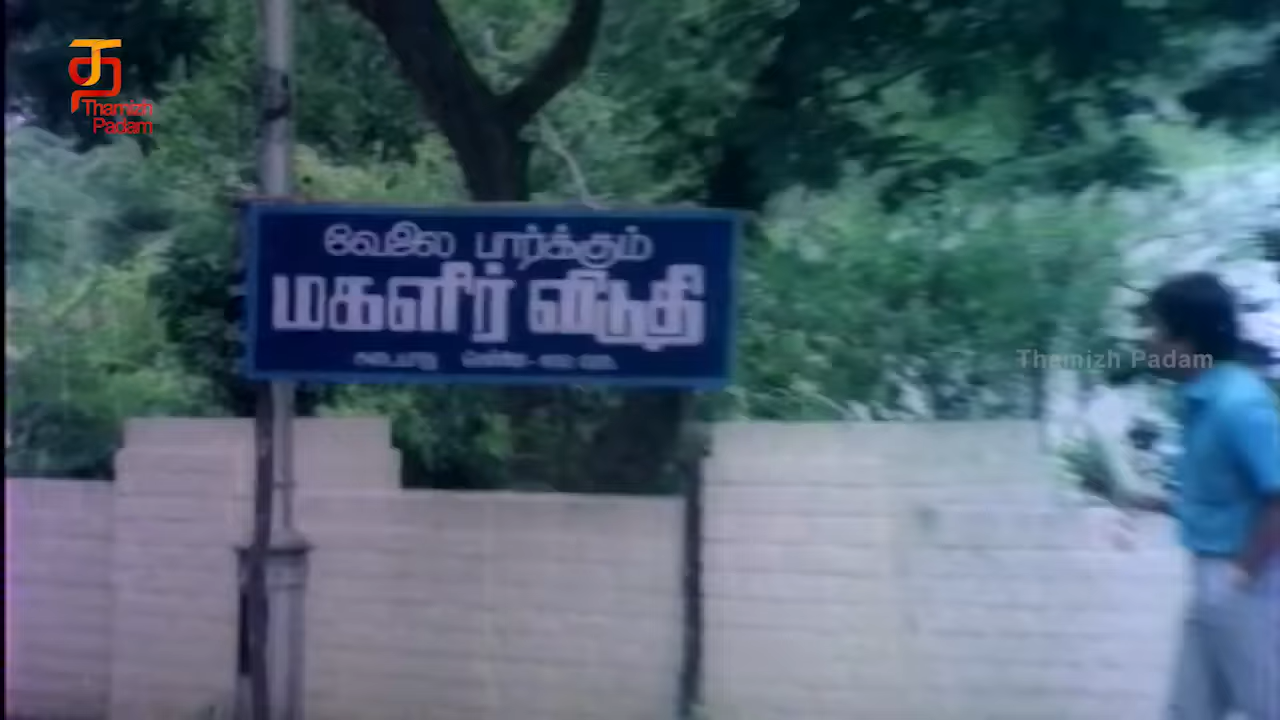 த
Thamizh
Padam
வேலை பார்க்கும்
மகளிர் விடுதி
Thamizh Padam